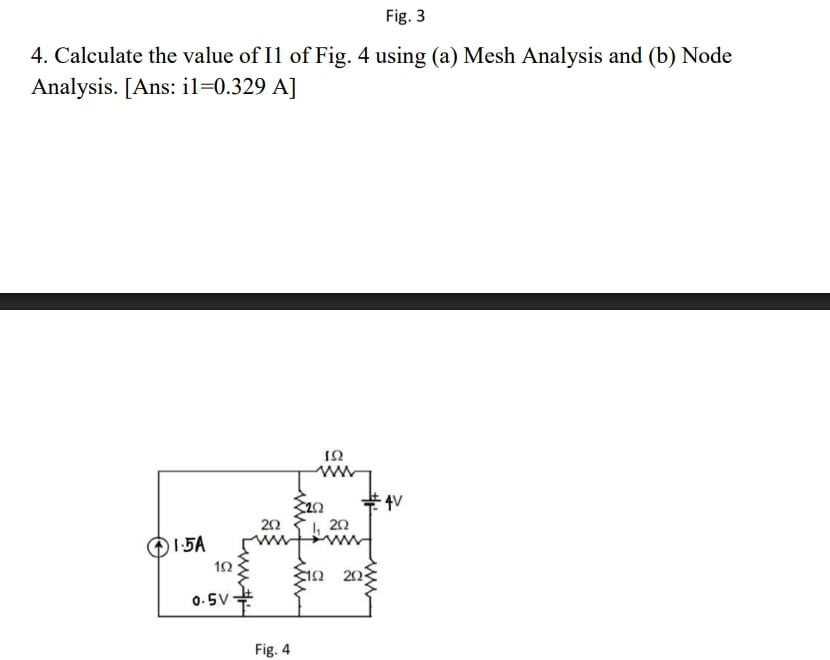 Fig. 3
4. Calculate the value of I1 of Fig. 4 using (a) Mesh Analysis and (b) Node
Analysis. [Ans: i1=0.329 A]
1Ω
2Ω
4V
2Ω
I₁ 2Ω
1.5A
1Ω
1Ω 2Ω
0.5V
Fig. 4